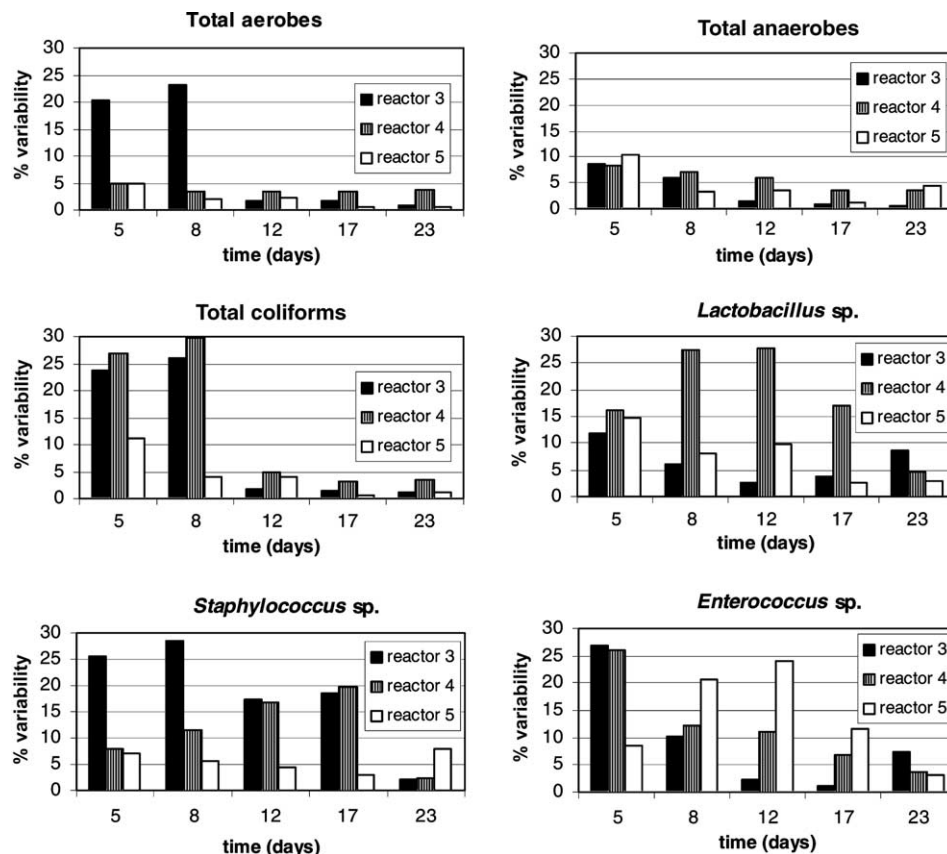 Total aerobes
30
25
20
15
10
5
0
% variability
reactor 3
reactor 4
reactor 5
5 8 12 17 23
time (days)
Total anaerobes
30
25
20
15
10
5
0
% variability
reactor 3
reactor 4
reactor 5
5 8 12 17 23
time (days)
Total coliforms
30
25
20
15
10
5
0
% variability
reactor 3
reactor 4
reactor 5
5 8 12 17 23
time (days)
Lactobacillus sp.
30
25
20
15
10
5
0
% variability
reactor 3
reactor 4
reactor 5
5 8 12 17 23
time (days)
Staphylococcus sp.
30
25
20
15
10
5
0
% variability
reactor 3
reactor 4
reactor 5
5 8 12 17 23
time (days)
Enterococcus sp.
30
25
20
15
10
5
0
% variability
reactor 3
reactor 4
reactor 5
5 8 12 17 23
time (days)